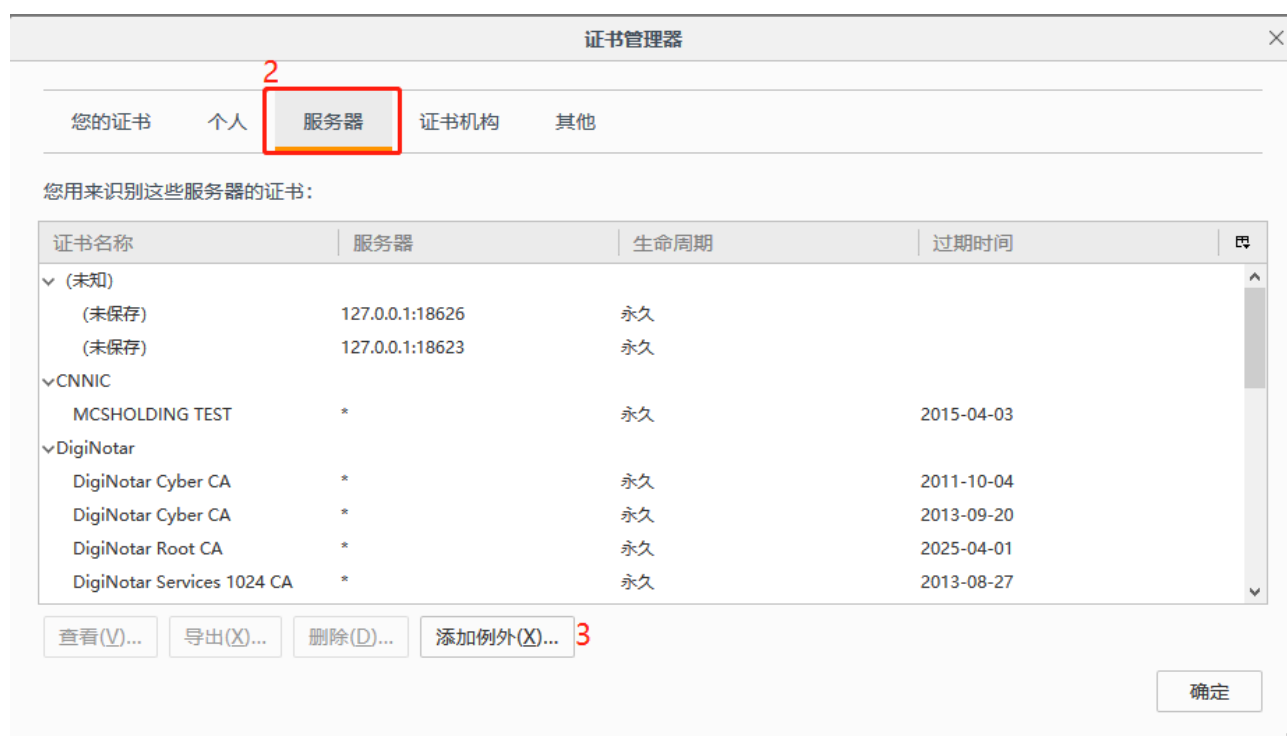 证书管理器
2
您的证书 个人 服务器 证书机构 其他
您用来识别这些服务器的证书：
证书名称 服务器 生命周期 过期时间
(未知)
(未保存) 127.0.0.1:18626 永久
(未保存) 127.0.0.1:18623 永久
CNNIC
MCSHOLDING TEST * 永久 2015-04-03
DigiNotar
DigiNotar Cyber CA * 永久 2011-10-04
DigiNotar Cyber CA * 永久 2013-09-20
DigiNotar Root CA * 永久 2025-04-01
DigiNotar Services 1024 CA * 永久 2013-08-27
查看(V)... 导出(X)... 删除(D)... 添加例外(X)... 3
确定